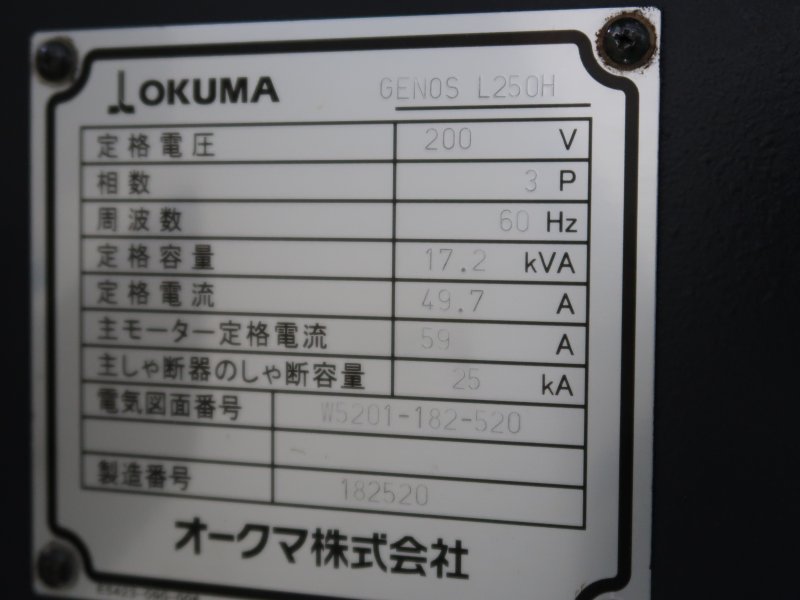 OKUMA
GENOS L250H
定格電圧 200 V
相数 3 P
周波数 60 Hz
定格容量 17.2 kVA
定格電流 49.7 A
主モーター定格電流 59 A
主しゃ断器のしゃ断容量 25 kA
電気図面番号 W5201-182-520
製造番号 182520
オークマ株式会社